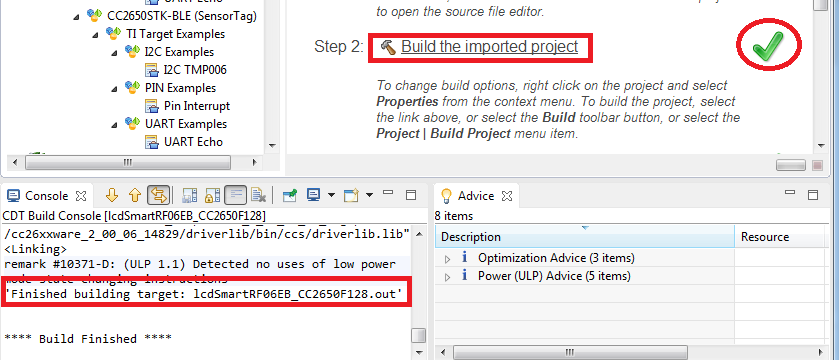 UART Echo
CC2650STK-BLE (SensorTag)
TI Target Examples
I2C Examples
I2C TMP006
PIN Examples
Pin Interrupt
UART Examples
UART Echo
to open the source file editor.
Step 2: Build the imported project
To change build options, right click on the project and select
Properties from the context menu. To build the project, select
the link above, or select the Build toolbar button, or select the
Project | Build Project menu item.
Console
CDT Build Console [lcdSmartRF06EB_CC2650F128]
/cc26xxware_2_00_06_14829/driverlib/bin/ccs/driverlib.lib"
<Linking>
remark #10371-D: (ULP 1.1) Detected no uses of low power
mode state changing instructions
'Finished building target: lcdSmartRF06EB_CC2650F128.out'
**** Build Finished ****
Advice
8 items
Description Resource
Optimization Advice (3 items)
Power (ULP) Advice (5 items)